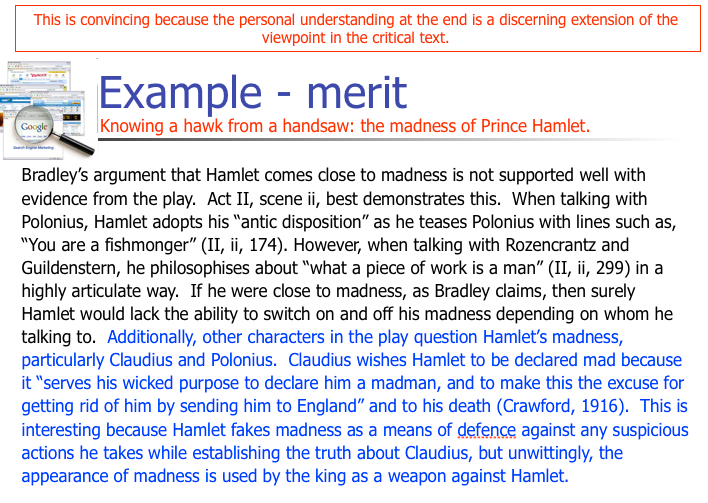 This is convincing because the personal understanding at the end is a discerning extension of the
viewpoint in the critical text.
Example - merit
Google
Knowing a hawk from a handsaw: the madness of Prince Hamlet.
Bradley's argument that Hamlet comes close to madness is not supported well with
evidence from the play.  Act II, scene ii, best demonstrates this.  When talking with
Polonius, Hamlet adopts his “antic disposition” as he teases Polonius with lines such as,
“You are a fishmonger” (II, ii, 174). However, when talking with Rozencrantz and
Guildenstern, he philosophises about “what a piece of work is a man” (II, ii, 299) in a
highly articulate way.  If he were close to madness, as Bradley claims, then surely
Hamlet would lack the ability to switch on and off his madness depending on whom he
talking to.  Additionally, other characters in the play question Hamlet's madness,
particularly Claudius and Polonius.  Claudius wishes Hamlet to be declared mad because
it “serves his wicked purpose to declare him a madman, and to make this the excuse for
getting rid of him by sending him to England” and to his death (Crawford, 1916).  This is
interesting because Hamlet fakes madness as a means of defence against any suspicious
actions he takes while establishing the truth about Claudius, but unwittingly, the
appearance of madness is used by the king as a weapon against Hamlet.